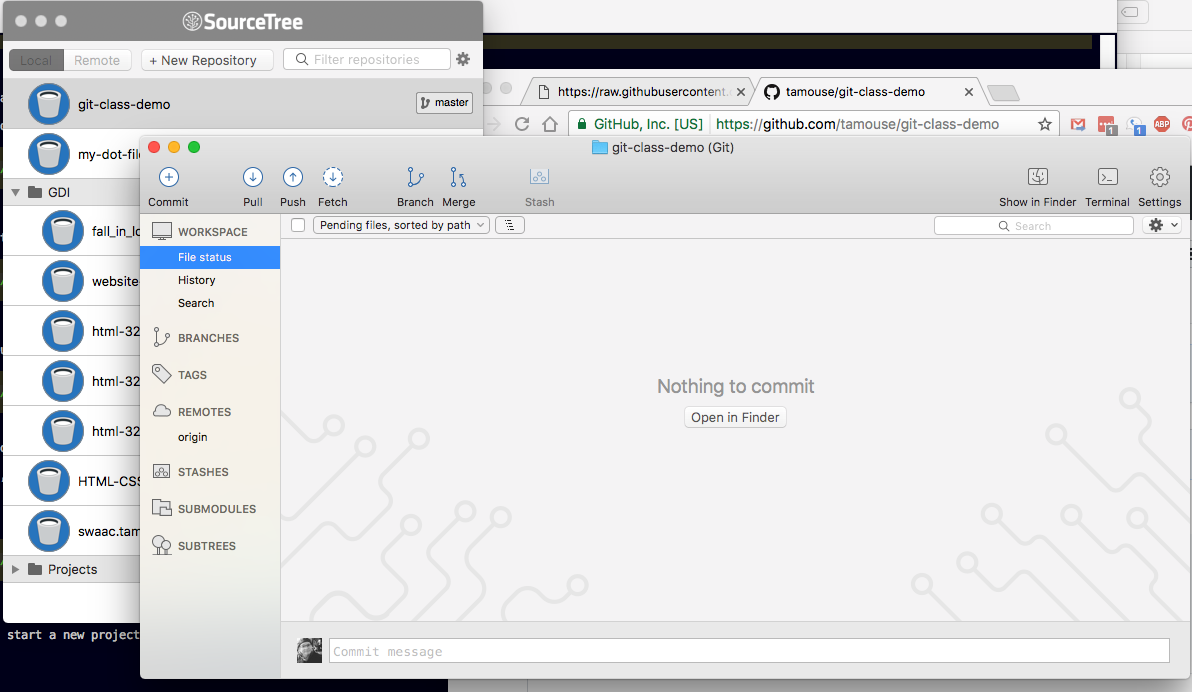 SourceTree
Local
Remote
+ New Repository
Filter repositories
git-class-demo
master
my-dot-fil
GDI
fall_in_lo
website
html-32
html-32
html-32
HTML-CSS
swaac.tam
Projects
start a new project
https://raw.githubusercontent.
tamouse/git-class-demo
GitHub, Inc. [US]
https://github.com/tamouse/git-class-demo
1
1
ABP
git-class-demo (Git)
Commit
Pull
Push
Fetch
Branch
Merge
Stash
Show in Finder
Terminal
Settings
WORKSPACE
File status
History
Search
BRANCHES
TAGS
REMOTES
origin
STASHES
SUBMODULES
SUBTREES
Pending files, sorted by path
Search
Nothing to commit
Open in Finder
Commit message